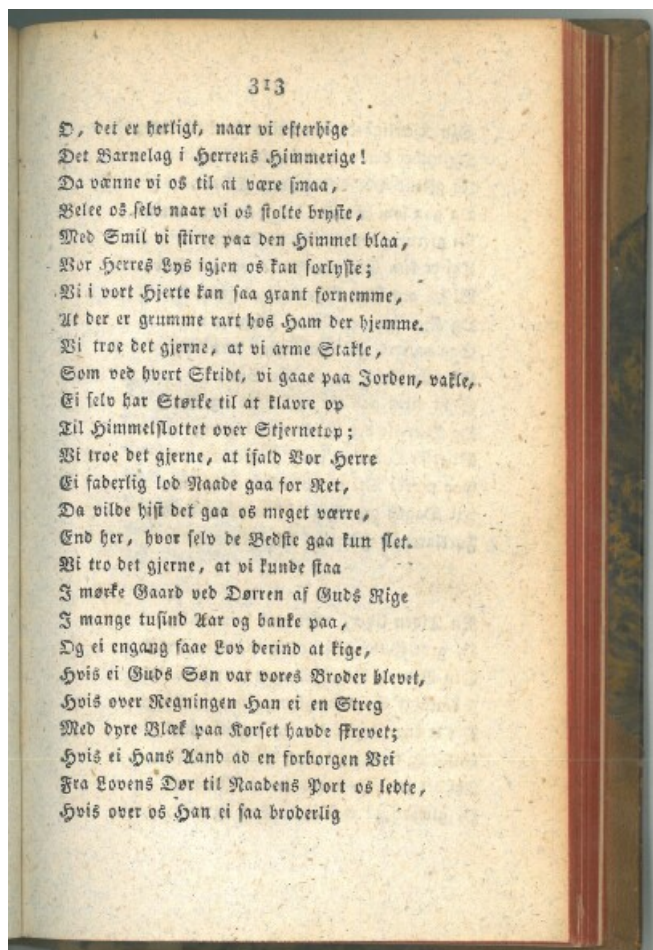 313
O, det er herligt, naar vi efterhige
Det Barnelag i Herrens Himmerige!
Da vænne vi os til at være smaa,
Belee os selv naar vi os stolte bryste,
Med Smil vi stirre paa den Himmel blaa,
Vor Herres Lys igjen os kan forlyste;
Vi i vort Hjerte kan saa grant fornemme,
At der er grumme rart hos Ham der hjemme.
Vi troe det gjerne, at vi arme Stakle,
Som ved hvert Skridt, vi gaae paa Jorden, vakle,
Ei selv har Størke til at klavre op
Til Himmelslottet over Stjernetop;
Vi troe det gjerne, at ifald Vor Herre
Ei faderlig lod Naade gaa for Ret,
Da vilde hist det gaa os meget værre,
End her, hvor selv de Bedste gaa kun slet.
Vi tro det gjerne, at vi kunde staa
I mørke Gaard ved Dørren af Guds Rige
I mange tusind Aar og banke paa,
Og ei engang faae Lov derind at kige,
Hvis ei Guds Søn var vores Broder blevet,
Hvis over Regningen Han ei en Streg
Med dyre Blæk paa Korset havde skrevet;
Hvis ei Hans Aand ad en forborgen Vei
Fra Lovens Dør til Naadens Port os ledte,
Hvis over os Han ei saa broderlig